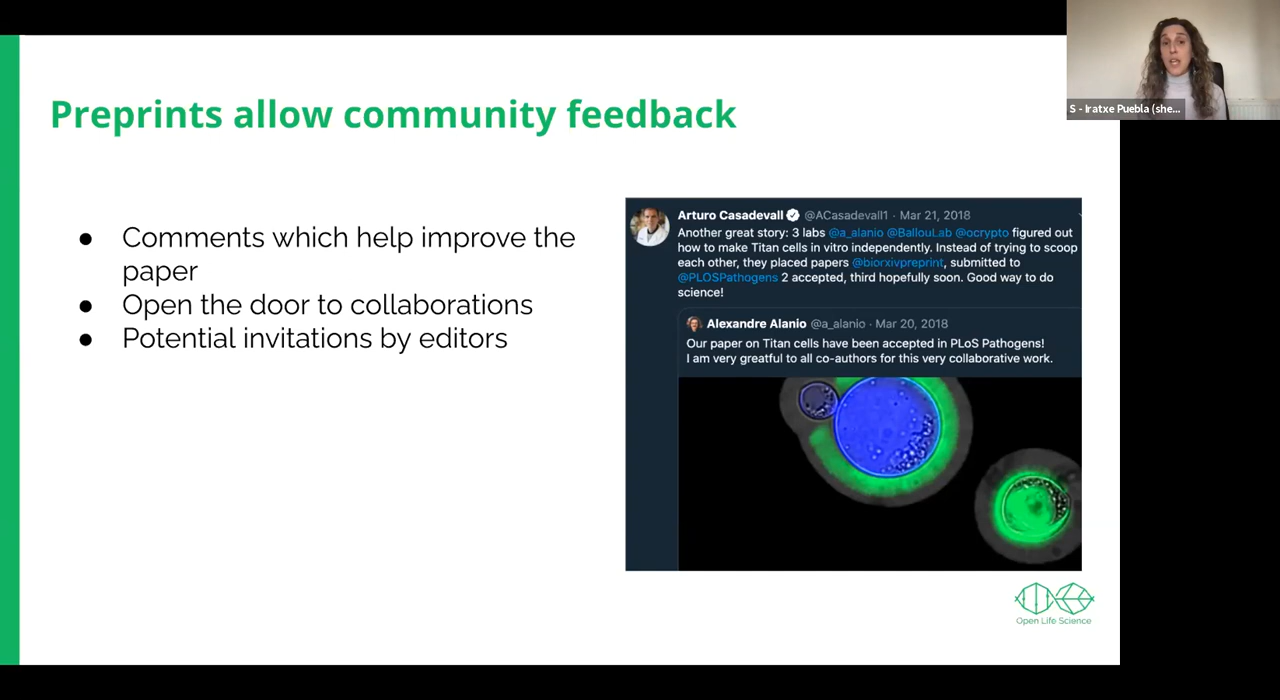 S - Iratxe Puebla (she...
Preprints allow community feedback
● Comments which help improve the
paper
● Open the door to collaborations
● Potential invitations by editors
Arturo Casadevall @ACasadevall1 · Mar 21, 2018
Another great story: 3 labs @a_alanio @BallouLab @ocrypto figured out
how to make Titan cells in vitro independently. Instead of trying to scoop
each other, they placed papers @biorxivpreprint, submitted to
@PLOSPathogens 2 accepted, third hopefully soon. Good way to do
science!
Alexandre Alanio @a_alanio · Mar 20, 2018
Our paper on Titan cells have been accepted in PLoS Pathogens!
I am very greatful to all co-authors for this very collaborative work.
Open Life Science